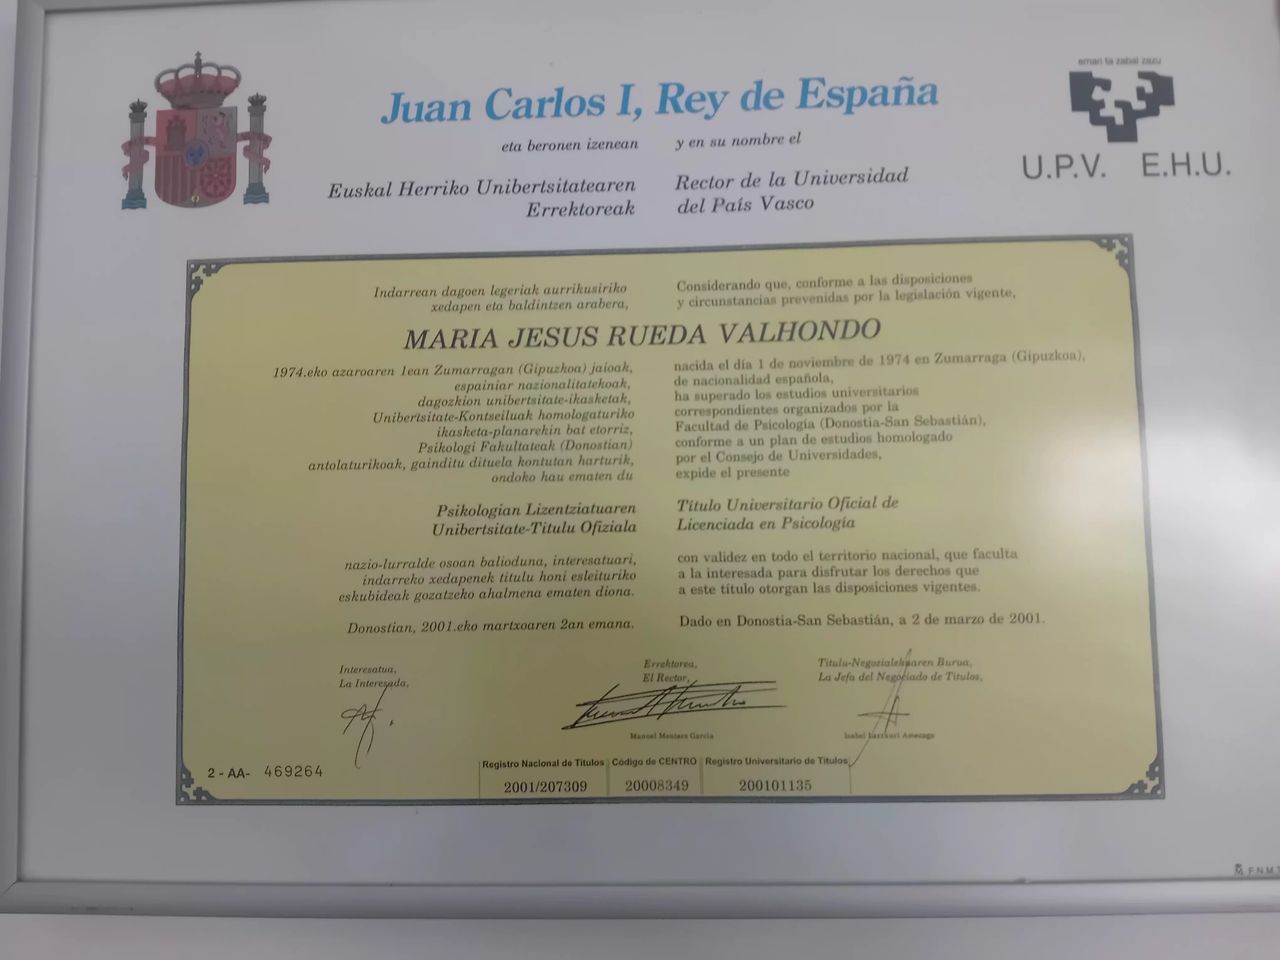 eman ta zabal zazu
U.P.V. E.H.U.
Juan Carlos I, Rey de España
eta beronen izenean
Euskal Herriko Unibertsitatearen
Errektoreak
y en su nombre el
Rector de la Universidad
del País Vasco
Indarrean dagoen legeriak aurrikusiriko
xedapen eta baldintzen arabera,
Considerando que, conforme a las disposiciones
y circunstancias prevenidas por la legislación vigente,
MARIA JESUS RUEDA VALHONDO
1974.eko azaroaren 1ean Zumarragan (Gipuzkoa) jaioak,
espainiar nazionalitatekoak,
dagozkion unibertsitate-ikasketak,
Unibertsitate-Kontseiluak homologaturiko
ikasketa-planarekin bat etorriz,
Psikologi Fakultateak (Donostian)
antolaturikoak, gainditu dituela kontutan harturik,
ondoko hau ematen du
nacida el día 1 de noviembre de 1974 en Zumarraga (Gipuzkoa),
de nacionalidad española,
ha superado los estudios universitarios
correspondientes organizados por la
Facultad de Psicología (Donostia-San Sebastián),
conforme a un plan de estudios homologado
por el Consejo de Universidades,
expide el presente
Psikologian Lizentziatuaren
Unibertsitate-Titulu Ofiziala
Título Universitario Oficial de
Licenciada en Psicología
nazio-lurralde osoan balioduna, interesatuari,
indarreko xedapenek titulu honi esleituriko
eskubideak gozatzeko ahalmena ematen diona.
con validez en todo el territorio nacional, que faculta
a la interesada para disfrutar los derechos que
a este título otorgan las disposiciones vigentes.
Donostian, 2001.eko martxoaren 2an emana.
Dado en Donostia-San Sebastián, a 2 de marzo de 2001.
Interesatua,
La Interesada,
Errektorea,
El Rector,
Manuel Montero García
Titulu-Negozialekuaren Burua,
La Jefa del Negociado de Títulos,
Isabel Larrauri Amezaga
2 - AA- 469264
Registro Nacional de Títulos
2001/207309
Código de CENTRO
20008349
Registro Universitario de Títulos
200101135
F N M T